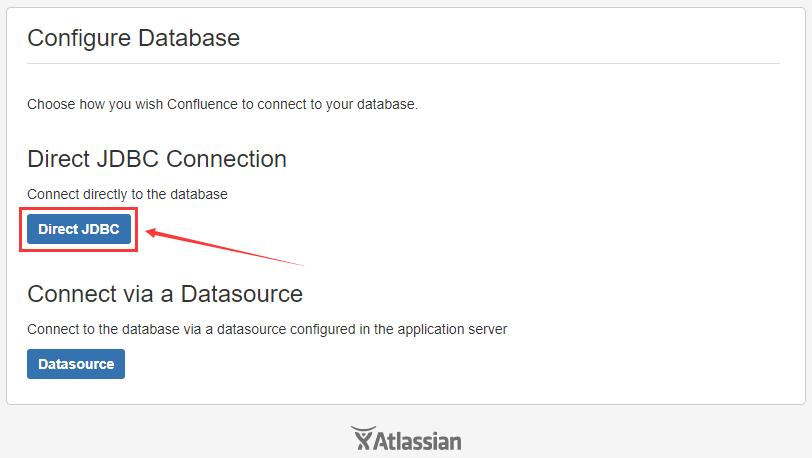 Configure Database
Choose how you wish Confluence to connect to your database.
Direct JDBC Connection
Connect directly to the database
Direct JDBC
Connect via a Datasource
Connect to the database via a datasource configured in the application server
Datasource
Atlassian